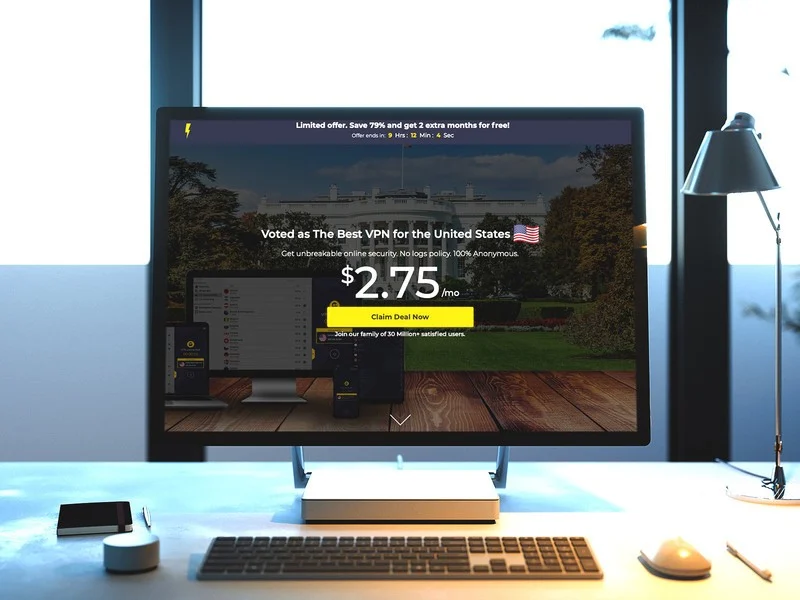 Limited offer. Save 79% and get 2 extra months for free!
Offer ends in: 9 Hrs : 12 Min : 4 Sec
Voted as The Best VPN for the United States
Get unbreakable online security. No logs policy. 100% Anonymous.
$2.75/mo
Claim Deal Now
Join our family of 30 Million+ satisfied users.